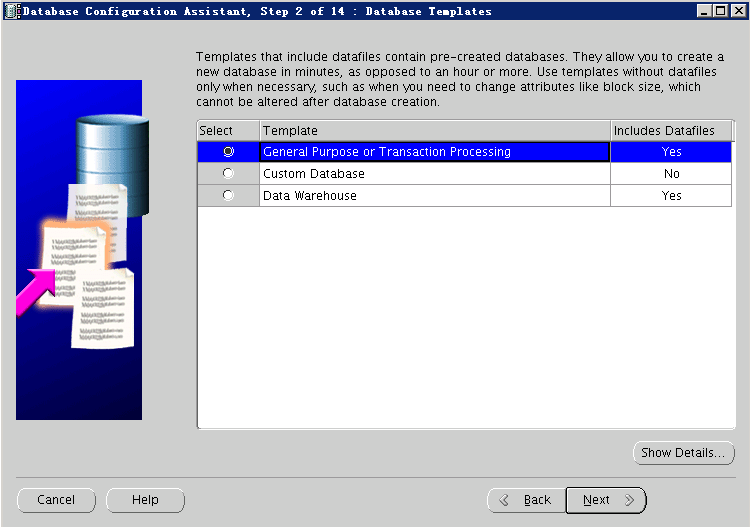 Database Configuration Assistant, Step 2 of 14 : Database Templates
Templates that include datafiles contain pre-created databases. They allow you to create a
new database in minutes, as opposed to an hour or more. Use templates without datafiles
only when necessary, such as when you need to change attributes like block size, which
cannot be altered after database creation.
Select Template Includes Datafiles
General Purpose or Transaction Processing Yes
Custom Database No
Data Warehouse Yes
Show Details...
Cancel Help Back Next